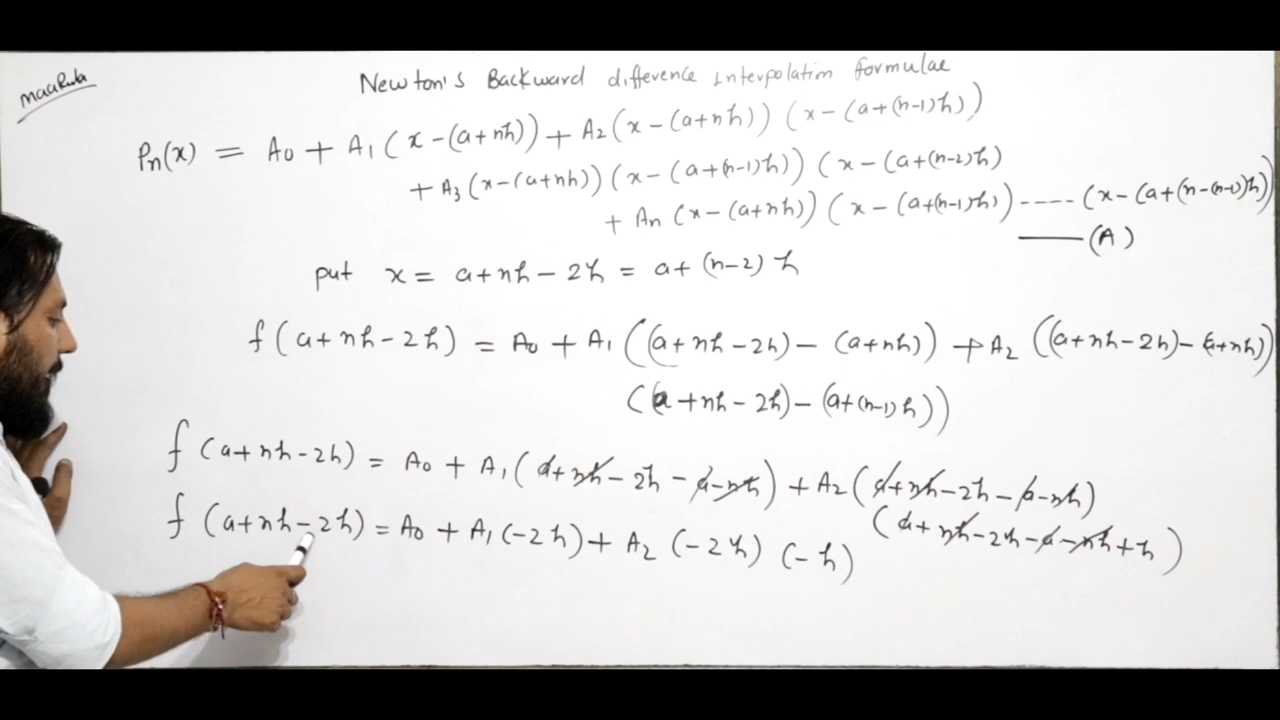 maaRula
Newton's Backward difference interpolation formulae
Pn(x) = A0 + A1 (x-(a+nh)) + A2 (x-(a+nh)) (x-(a+(n-1)h))
+ A3 (x-(a+nh)) (x-(a+(n-1)h)) (x-(a+(n-2)h)
+ An (x-(a+nh)) (x-(a+(n-1)h) ---- (x-(a+(n-(n-1))h))
——(A)
put x = a+nh-2h = a+(n-2)h
f(a+nh-2h) = A0 + A1 ((a+nh-2h)-(a+nh)) + A2 ((a+nh-2h)-(a+nh))
((a+nh-2h)-(a+(n-1)h))
f(a+nh-2h) = A0 + A1 (a+nh-2h-a-nh) + A2 (a+nh-2h-a-nh)
(a+nh-2h-a-nh+h)
f(a+nh-2h) = A0 + A1 (-2h) + A2 (-2h) (-h)